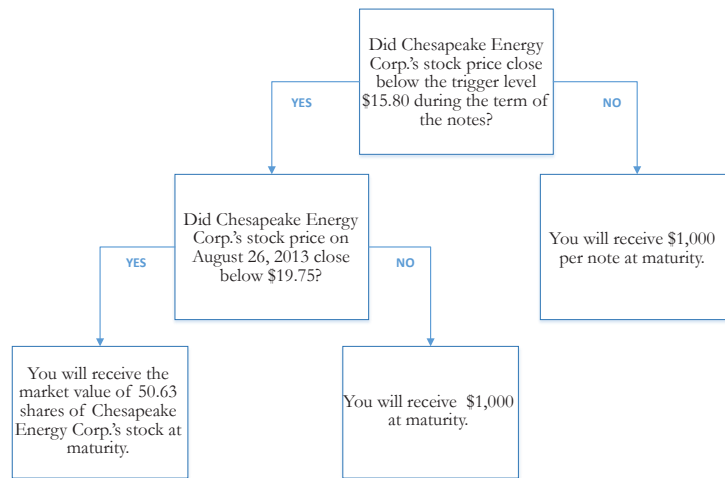 Did Chesapeake Energy
Corp.'s stock price close
below the trigger level
$15.80 during the term of
the notes?
YES
NO
Did Chesapeake Energy
Corp.'s stock price on
August 26, 2013 close
below $19.75?
You will receive $1,000
per note at maturity.
YES
NO
You will receive the
market value of 50.63
shares of Chesapeake
Energy Corp.'s stock at
maturity.
You will receive $1,000
at maturity.